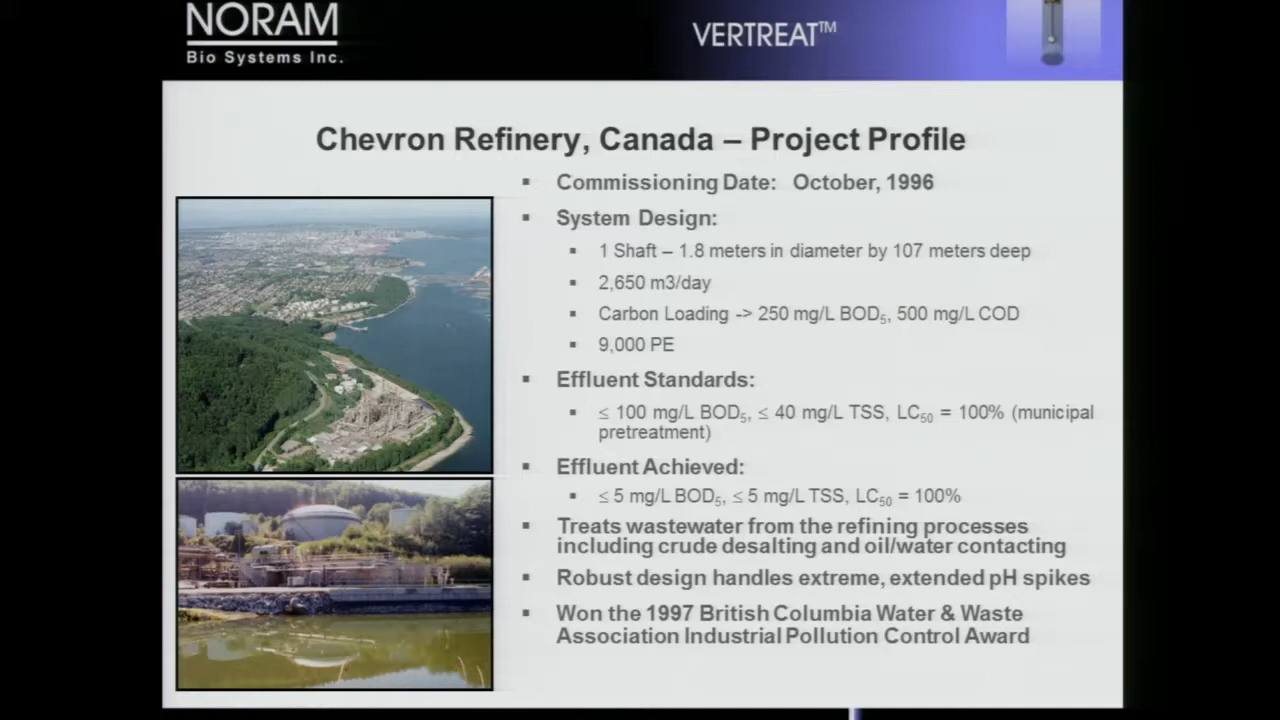 NORAM
Bio Systems Inc.
VERTREAT™
Chevron Refinery, Canada – Project Profile
▪ Commissioning Date: October, 1996
▪ System Design:
▪ 1 Shaft – 1.8 meters in diameter by 107 meters deep
▪ 2,650 m3/day
▪ Carbon Loading -> 250 mg/L BOD₅, 500 mg/L COD
▪ 9,000 PE
▪ Effluent Standards:
▪ ≤ 100 mg/L BOD₅, ≤ 40 mg/L TSS, LC₅₀ = 100% (municipal
pretreatment)
▪ Effluent Achieved:
▪ ≤ 5 mg/L BOD₅, ≤ 5 mg/L TSS, LC₅₀ = 100%
▪ Treats wastewater from the refining processes
including crude desalting and oil/water contacting
▪ Robust design handles extreme, extended pH spikes
▪ Won the 1997 British Columbia Water & Waste
Association Industrial Pollution Control Award